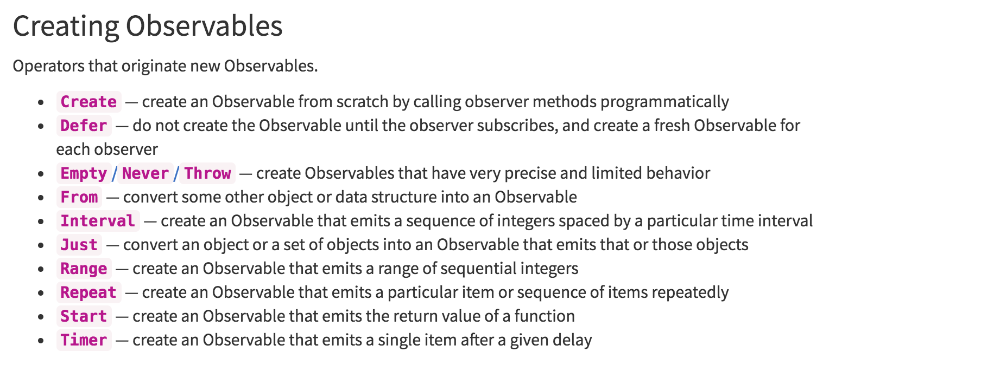 Creating Observables
Operators that originate new Observables.
• Create — create an Observable from scratch by calling observer methods programmatically
• Defer — do not create the Observable until the observer subscribes, and create a fresh Observable for
each observer
• Empty/Never/Throw — create Observables that have very precise and limited behavior
• From — convert some other object or data structure into an Observable
• Interval — create an Observable that emits a sequence of integers spaced by a particular time interval
• Just — convert an object or a set of objects into an Observable that emits that or those objects
• Range — create an Observable that emits a range of sequential integers
• Repeat — create an Observable that emits a particular item or sequence of items repeatedly
• Start — create an Observable that emits the return value of a function
• Timer — create an Observable that emits a single item after a given delay